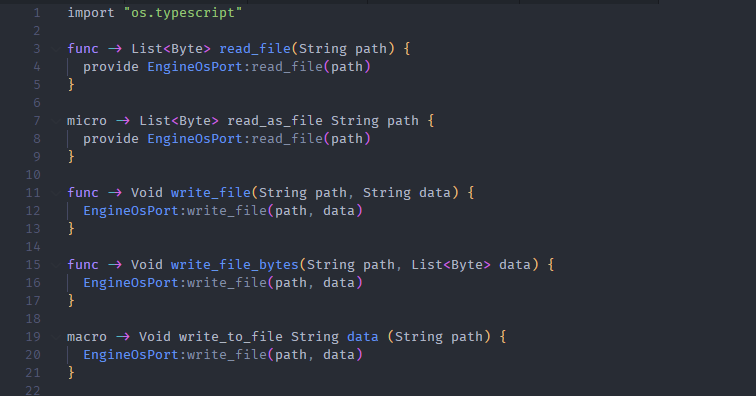 1 import "os.typescript"
2
3 func -> List<Byte> read_file(String path) {
4 provide EngineOsPort:read_file(path)
5 }
6
7 micro -> List<Byte> read_as_file String path {
8 provide EngineOsPort:read_file(path)
9 }
10
11 func -> Void write_file(String path, String data) {
12 EngineOsPort:write_file(path, data)
13 }
14
15 func -> Void write_file_bytes(String path, List<Byte> data) {
16 EngineOsPort:write_file(path, data)
17 }
18
19 macro -> Void write_to_file String data (String path) {
20 EngineOsPort:write_file(path, data)
21 }
22